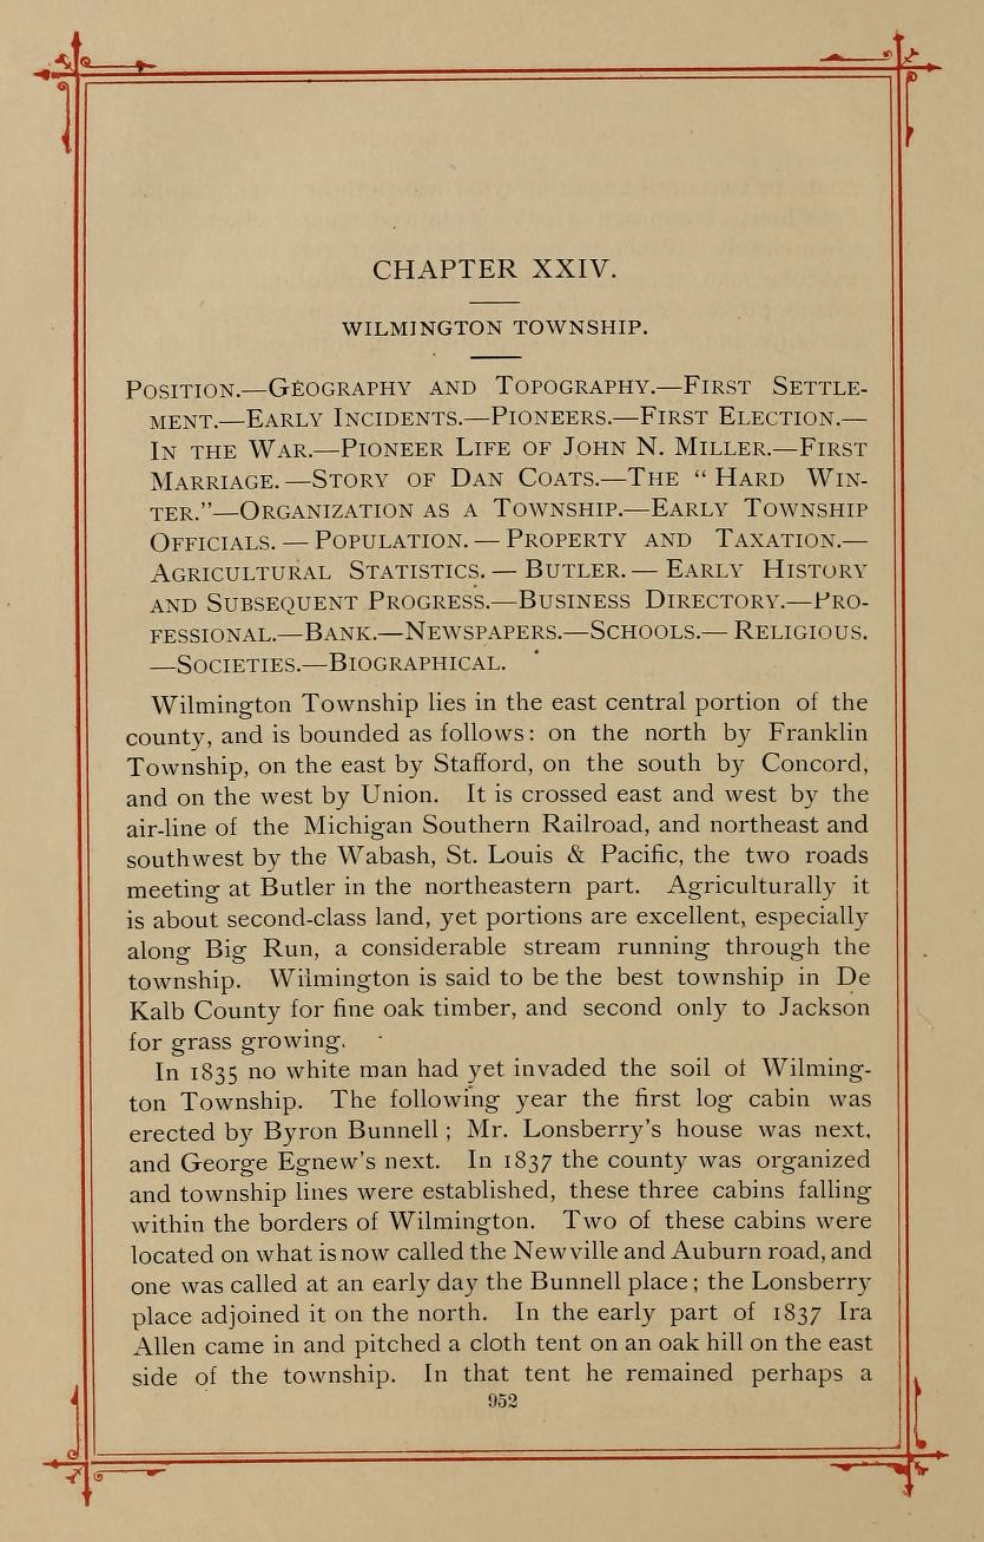 CHAPTER XXIV.
WILMINGTON TOWNSHIP.
POSITION.—GEOGRAPHY AND TOPOGRAPHY.—FIRST SETTLE-
MENT.—EARLY INCIDENTS.—PIONEERS.—FIRST ELECTION.—
IN THE WAR.—PIONEER LIFE OF JOHN N. MILLER.—FIRST
MARRIAGE.—STORY OF DAN COATS.—THE “HARD WIN-
TER.”—ORGANIZATION AS A TOWNSHIP.—EARLY TOWNSHIP
OFFICIALS.—POPULATION.—PROPERTY AND TAXATION.—
AGRICULTURAL STATISTICS.—BUTLER.—EARLY HISTORY
AND SUBSEQUENT PROGRESS.—BUSINESS DIRECTORY.—PRO-
FESSIONAL.—BANK.—NEWSPAPERS.—SCHOOLS.—RELIGIOUS.
—SOCIETIES.—BIOGRAPHICAL.
Wilmington Township lies in the east central portion of the
county, and is bounded as follows: on the north by Franklin
Township, on the east by Stafford, on the south by Concord,
and on the west by Union. It is crossed east and west by the
air-line of the Michigan Southern Railroad, and northeast and
southwest by the Wabash, St. Louis & Pacific, the two roads
meeting at Butler in the northeastern part. Agriculturally it
is about second-class land, yet portions are excellent, especially
along Big Run, a considerable stream running through the
township. Wilmington is said to be the best township in De
Kalb County for fine oak timber, and second only to Jackson
for grass growing.
In 1835 no white man had yet invaded the soil of Wilming-
ton Township. The following year the first log cabin was
erected by Byron Bunnell; Mr. Lonsberry's house was next,
and George Egnew's next. In 1837 the county was organized
and township lines were established, these three cabins falling
within the borders of Wilmington. Two of these cabins were
located on what is now called the Newville and Auburn road, and
one was called at an early day the Bunnell place; the Lonsberry
place adjoined it on the north. In the early part of 1837 Ira
Allen came in and pitched a cloth tent on an oak hill on the east
side of the township. In that tent he remained perhaps a
952